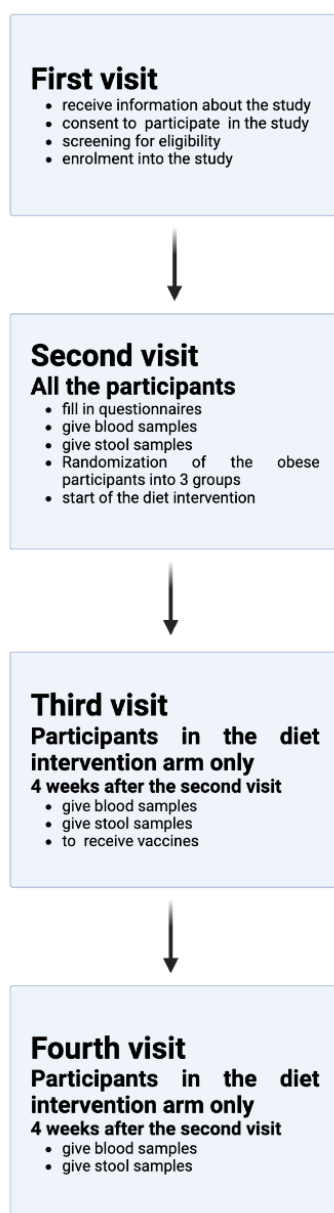 First visit
• receive information about the study
• consent to participate in the study
• screening for eligibility
• enrolment into the study
Second visit
All the participants
• fill in questionnaires
• give blood samples
• give stool samples
• Randomization of the obese
participants into 3 groups
• start of the diet intervention
Third visit
Participants in the diet
intervention arm only
4 weeks after the second visit
• give blood samples
• give stool samples
• to receive vaccines
Fourth visit
Participants in the diet
intervention arm only
4 weeks after the second visit
• give blood samples
• give stool samples